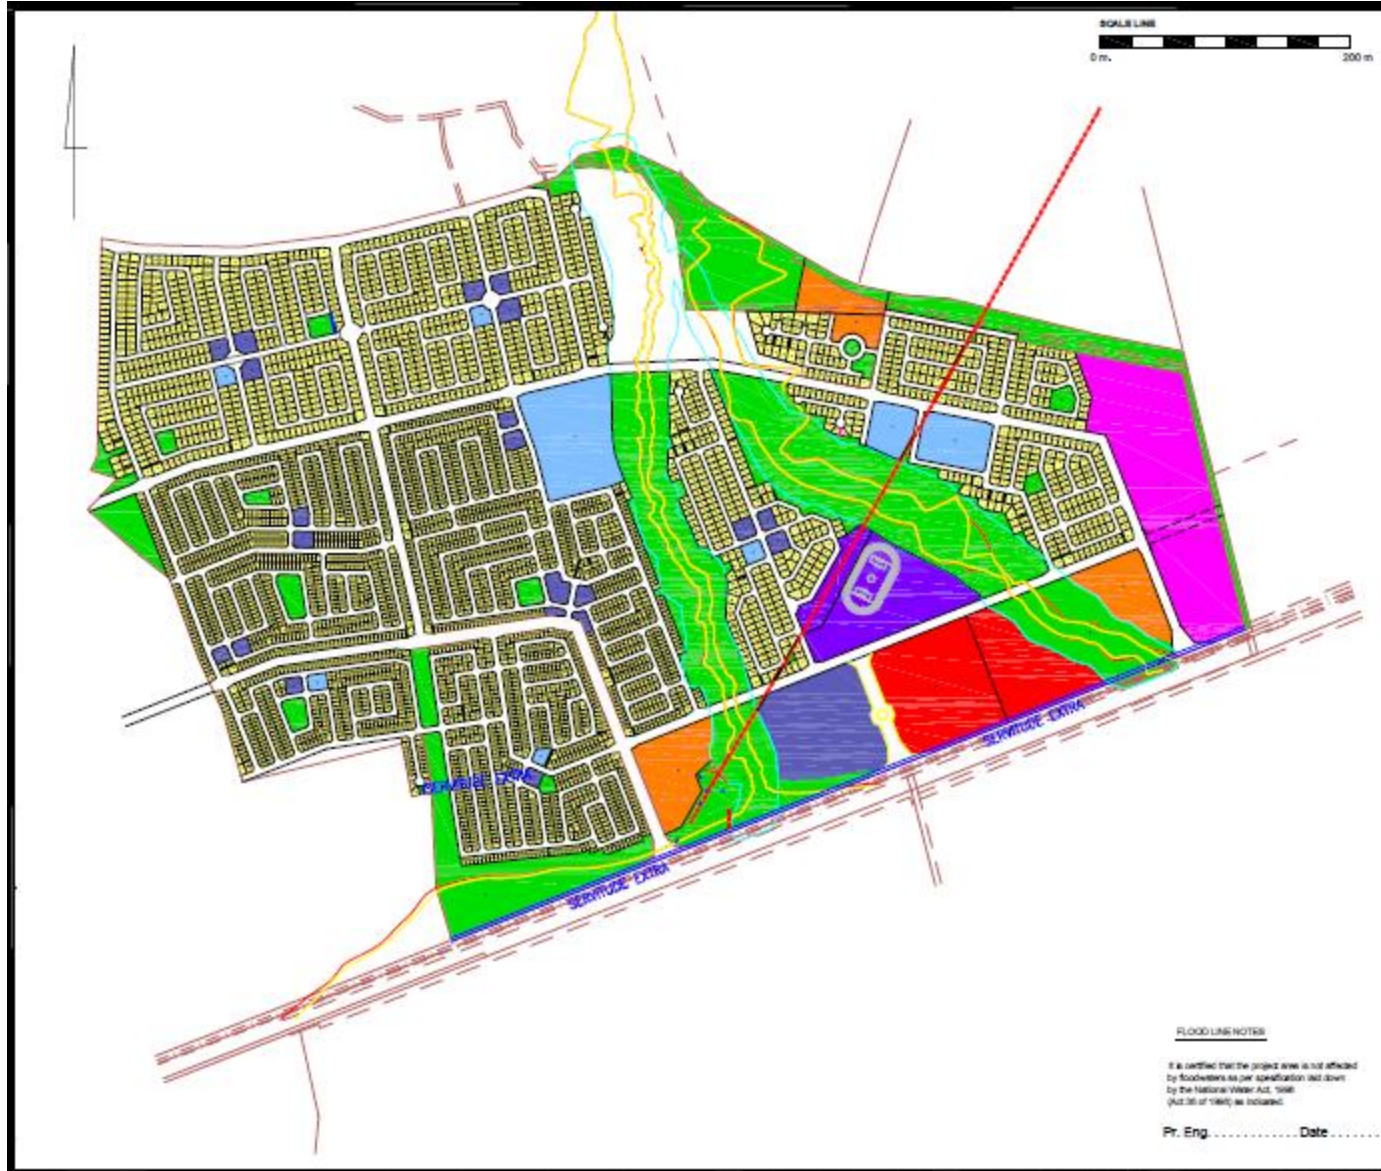 SCALE LINE
0 m.
200 m
SERVITUDE EXTRA
SERVITUDE EXTRA
FLOOD LINE NOTES
It is certified that the project area is not affected
by floodwaters as per specification laid down
by the National Water Act, 1998
(Act 36 of 1998) as indicated.
Pr. Eng.............. Date .......